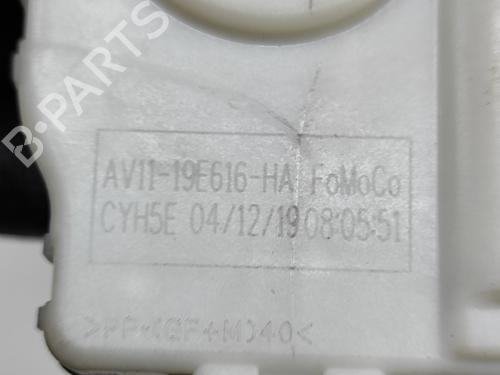 B-PARTS
AV11-19E616-HA FoMoCo
CYH5E 04/12/19 08:05:51
>PP-(GF+M)40<